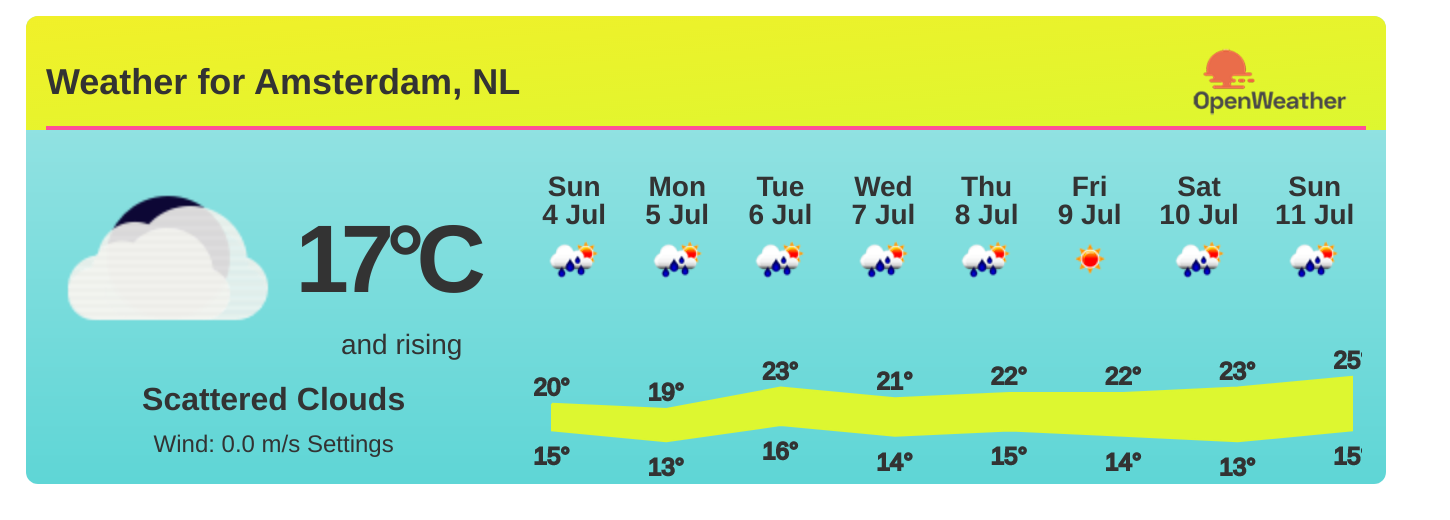 Weather for Amsterdam, NL
OpenWeather
17°C
and rising
Scattered Clouds
Wind: 0.0 m/s Settings
Sun Mon Tue Wed Thu Fri Sat Sun
4 Jul 5 Jul 6 Jul 7 Jul 8 Jul 9 Jul 10 Jul 11 Jul
20° 19° 23° 21° 22° 22° 23° 25°
15° 13° 16° 14° 15° 14° 13° 15°